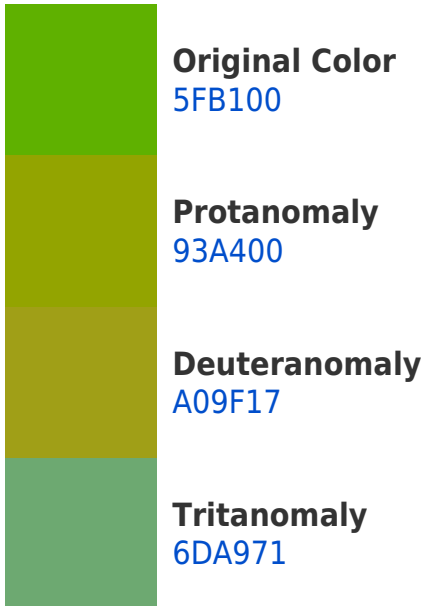 Original Color
5FB100
Protanomaly
93A400
Deuteranomaly
A09F17
Tritanomaly
6DA971